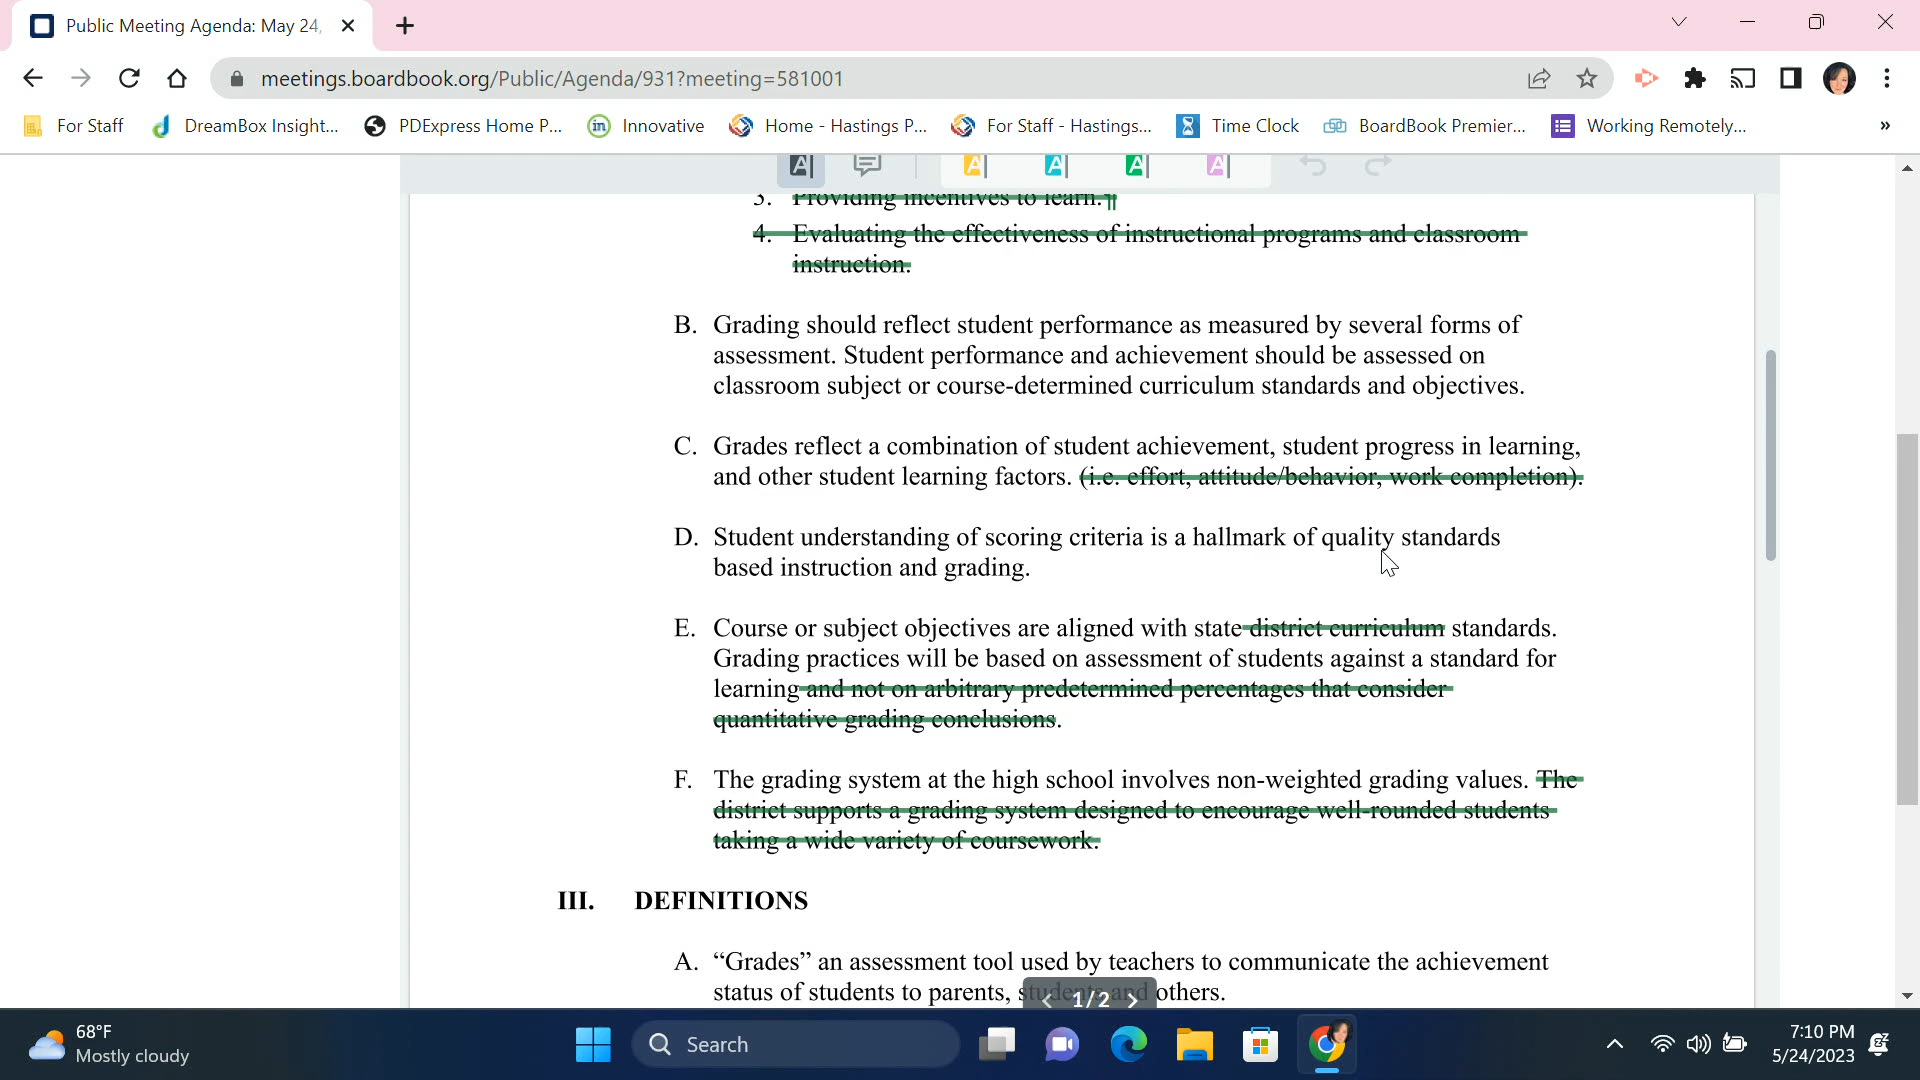 Public Meeting Agenda: May 24,
meetings.boardbook.org/Public/Agenda/931?meeting=581001
For Staff DreamBox Insight... PDExpress Home P... in Innovative Home - Hastings P... For Staff - Hastings... Time Clock BoardBook Premier... Working Remotely... »
A A A A A
3. Providing incentives to learn.¶
4. Evaluating the effectiveness of instructional programs and classroom
instruction.
B. Grading should reflect student performance as measured by several forms of
assessment. Student performance and achievement should be assessed on
classroom subject or course-determined curriculum standards and objectives.
C. Grades reflect a combination of student achievement, student progress in learning,
and other student learning factors. (i.e. effort, attitude/behavior, work completion).
D. Student understanding of scoring criteria is a hallmark of quality standards
based instruction and grading.
E. Course or subject objectives are aligned with state district curriculum standards.
Grading practices will be based on assessment of students against a standard for
learning and not on arbitrary predetermined percentages that consider
quantitative grading conclusions.
F. The grading system at the high school involves non-weighted grading values. The
district supports a grading system designed to encourage well-rounded students
taking a wide variety of coursework.
III. DEFINITIONS
A. “Grades” an assessment tool used by teachers to communicate the achievement
status of students to parents, students and others.
< 1/2 >
68°F
Mostly cloudy
Search
7:10 PM
5/24/2023